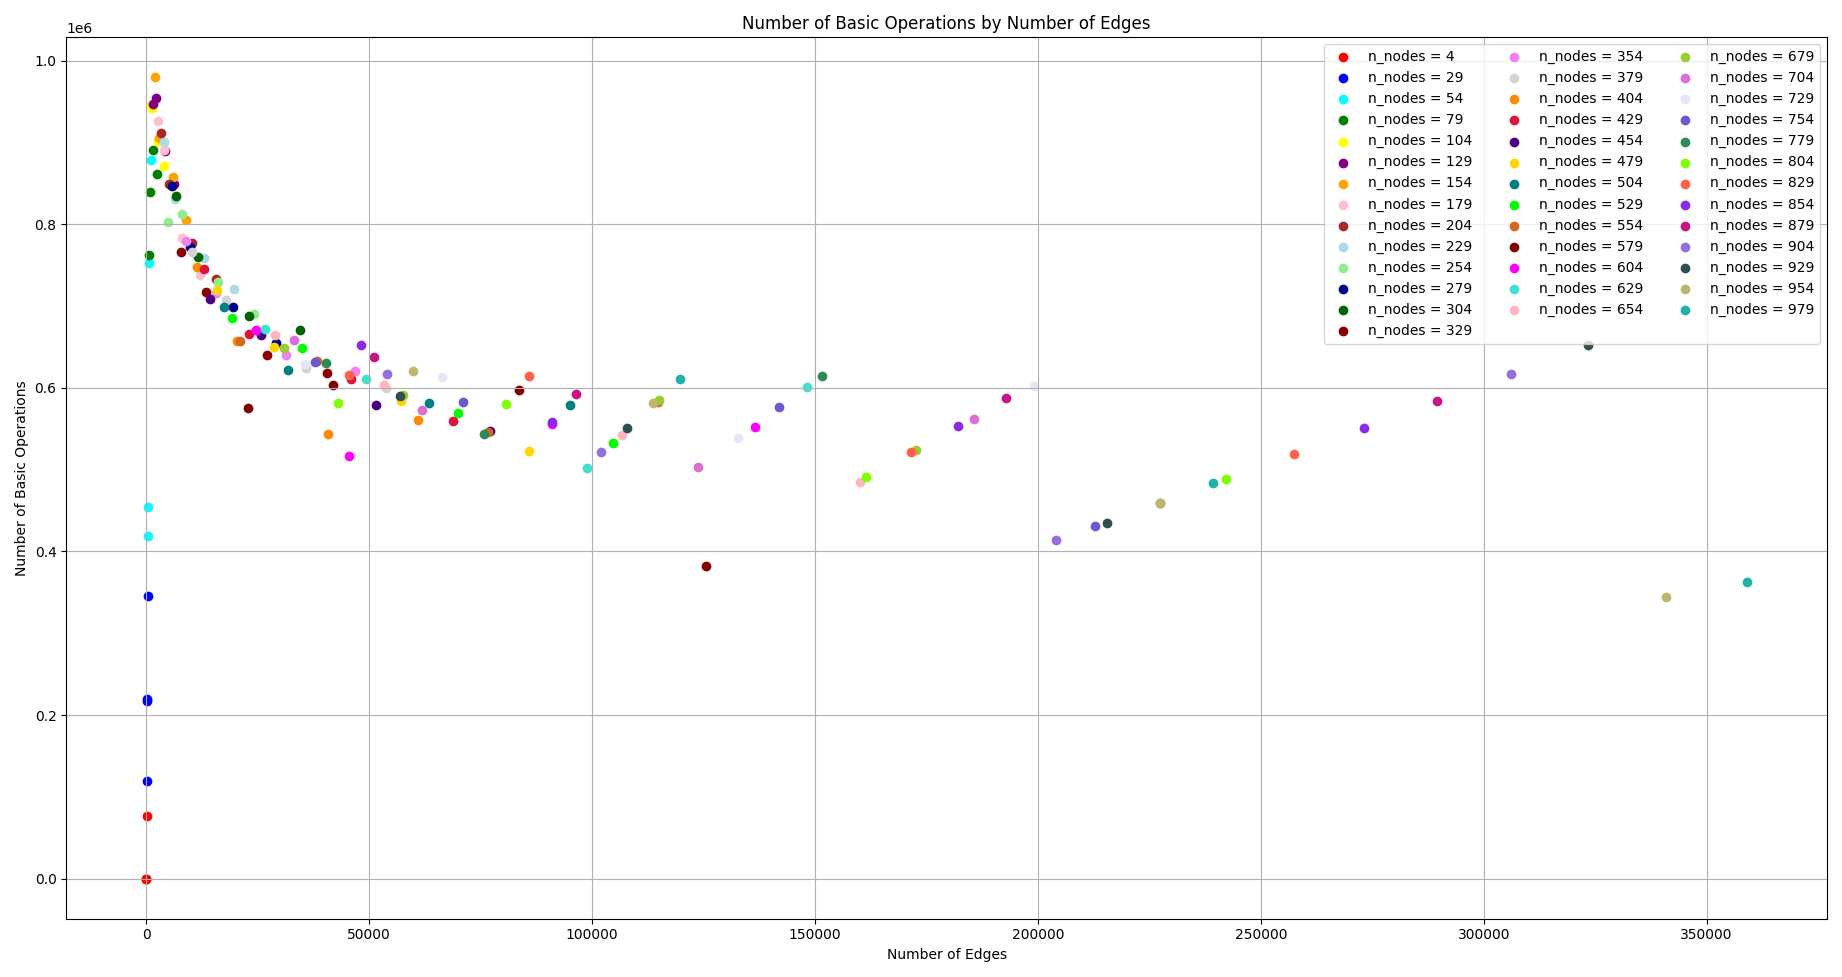 Number of Basic Operations by Number of Edges
1e6
1.0
0.8
0.6
0.4
0.2
0.0
Number of Basic Operations
0
50000
100000
150000
200000
250000
300000
350000
Number of Edges
n_nodes = 4
n_nodes = 29
n_nodes = 54
n_nodes = 79
n_nodes = 104
n_nodes = 129
n_nodes = 154
n_nodes = 179
n_nodes = 204
n_nodes = 229
n_nodes = 254
n_nodes = 279
n_nodes = 304
n_nodes = 329
n_nodes = 354
n_nodes = 379
n_nodes = 404
n_nodes = 429
n_nodes = 454
n_nodes = 479
n_nodes = 504
n_nodes = 529
n_nodes = 554
n_nodes = 579
n_nodes = 604
n_nodes = 629
n_nodes = 654
n_nodes = 679
n_nodes = 704
n_nodes = 729
n_nodes = 754
n_nodes = 779
n_nodes = 804
n_nodes = 829
n_nodes = 854
n_nodes = 879
n_nodes = 904
n_nodes = 929
n_nodes = 954
n_nodes = 979